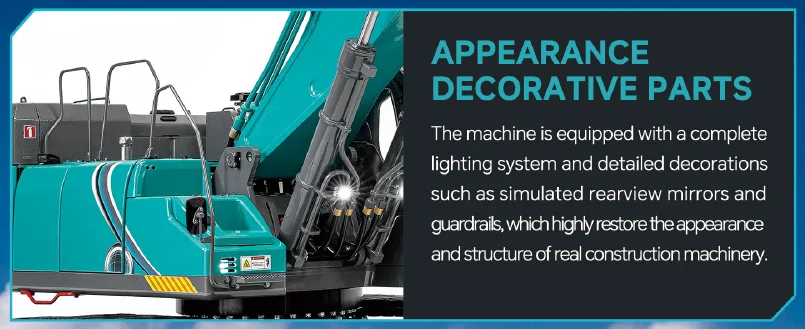 APPEARANCE
DECORATIVE PARTS
The machine is equipped with a complete
lighting system and detailed decorations
such as simulated rearview mirrors and
guardrails, which highly restore the appearance
and structure of real construction machinery.